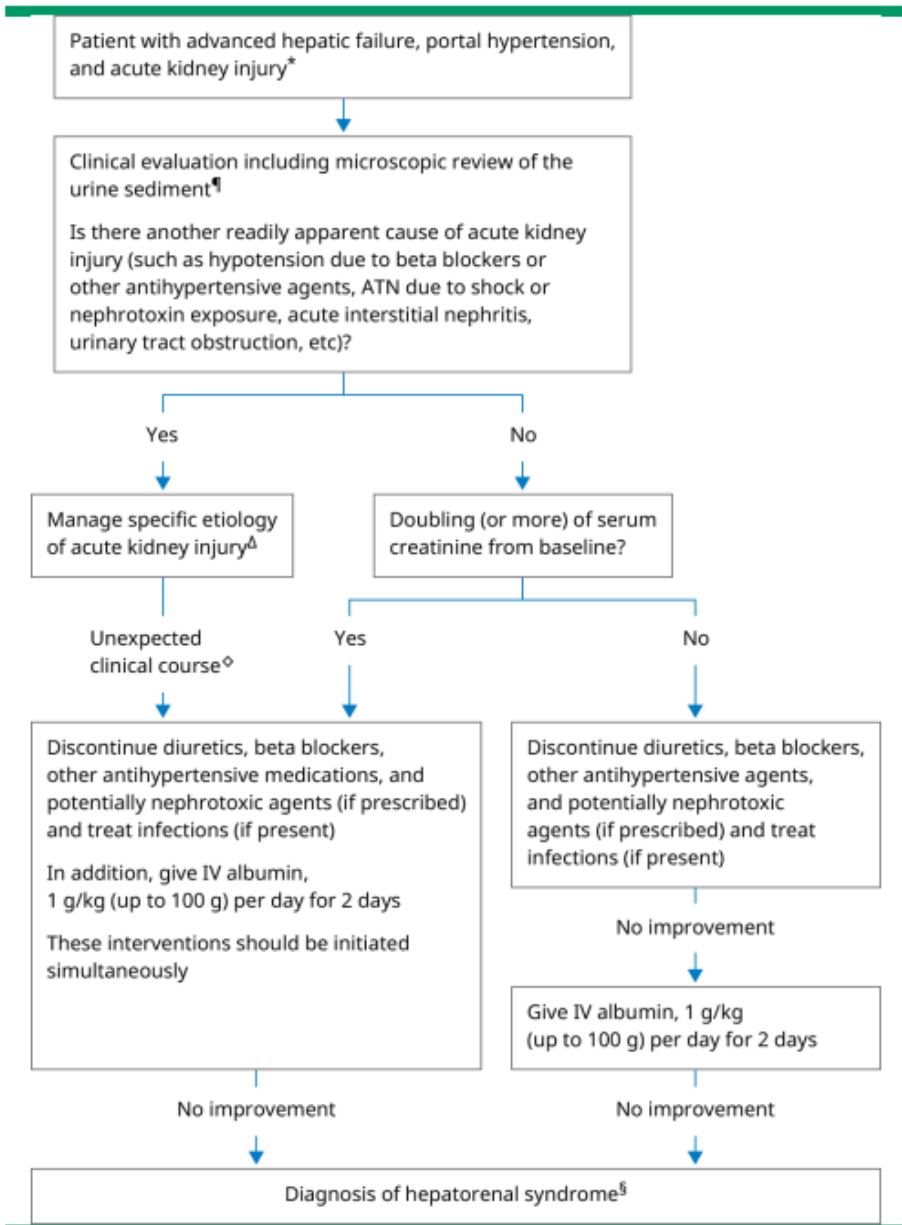 Patient with advanced hepatic failure, portal hypertension,
and acute kidney injury*
Clinical evaluation including microscopic review of the
urine sediment¶
Is there another readily apparent cause of acute kidney
injury (such as hypotension due to beta blockers or
other antihypertensive agents, ATN due to shock or
nephrotoxin exposure, acute interstitial nephritis,
urinary tract obstruction, etc)?
Yes
No
Manage specific etiology
of acute kidney injuryΔ
Doubling (or more) of serum
creatinine from baseline?
Unexpected
clinical course◇
Yes
No
Discontinue diuretics, beta blockers,
other antihypertensive medications, and
potentially nephrotoxic agents (if prescribed)
and treat infections (if present)
In addition, give IV albumin,
1 g/kg (up to 100 g) per day for 2 days
These interventions should be initiated
simultaneously
Discontinue diuretics, beta blockers,
other antihypertensive agents,
and potentially nephrotoxic
agents (if prescribed) and treat
infections (if present)
No improvement
Give IV albumin, 1 g/kg
(up to 100 g) per day for 2 days
No improvement
No improvement
Diagnosis of hepatorenal syndrome§